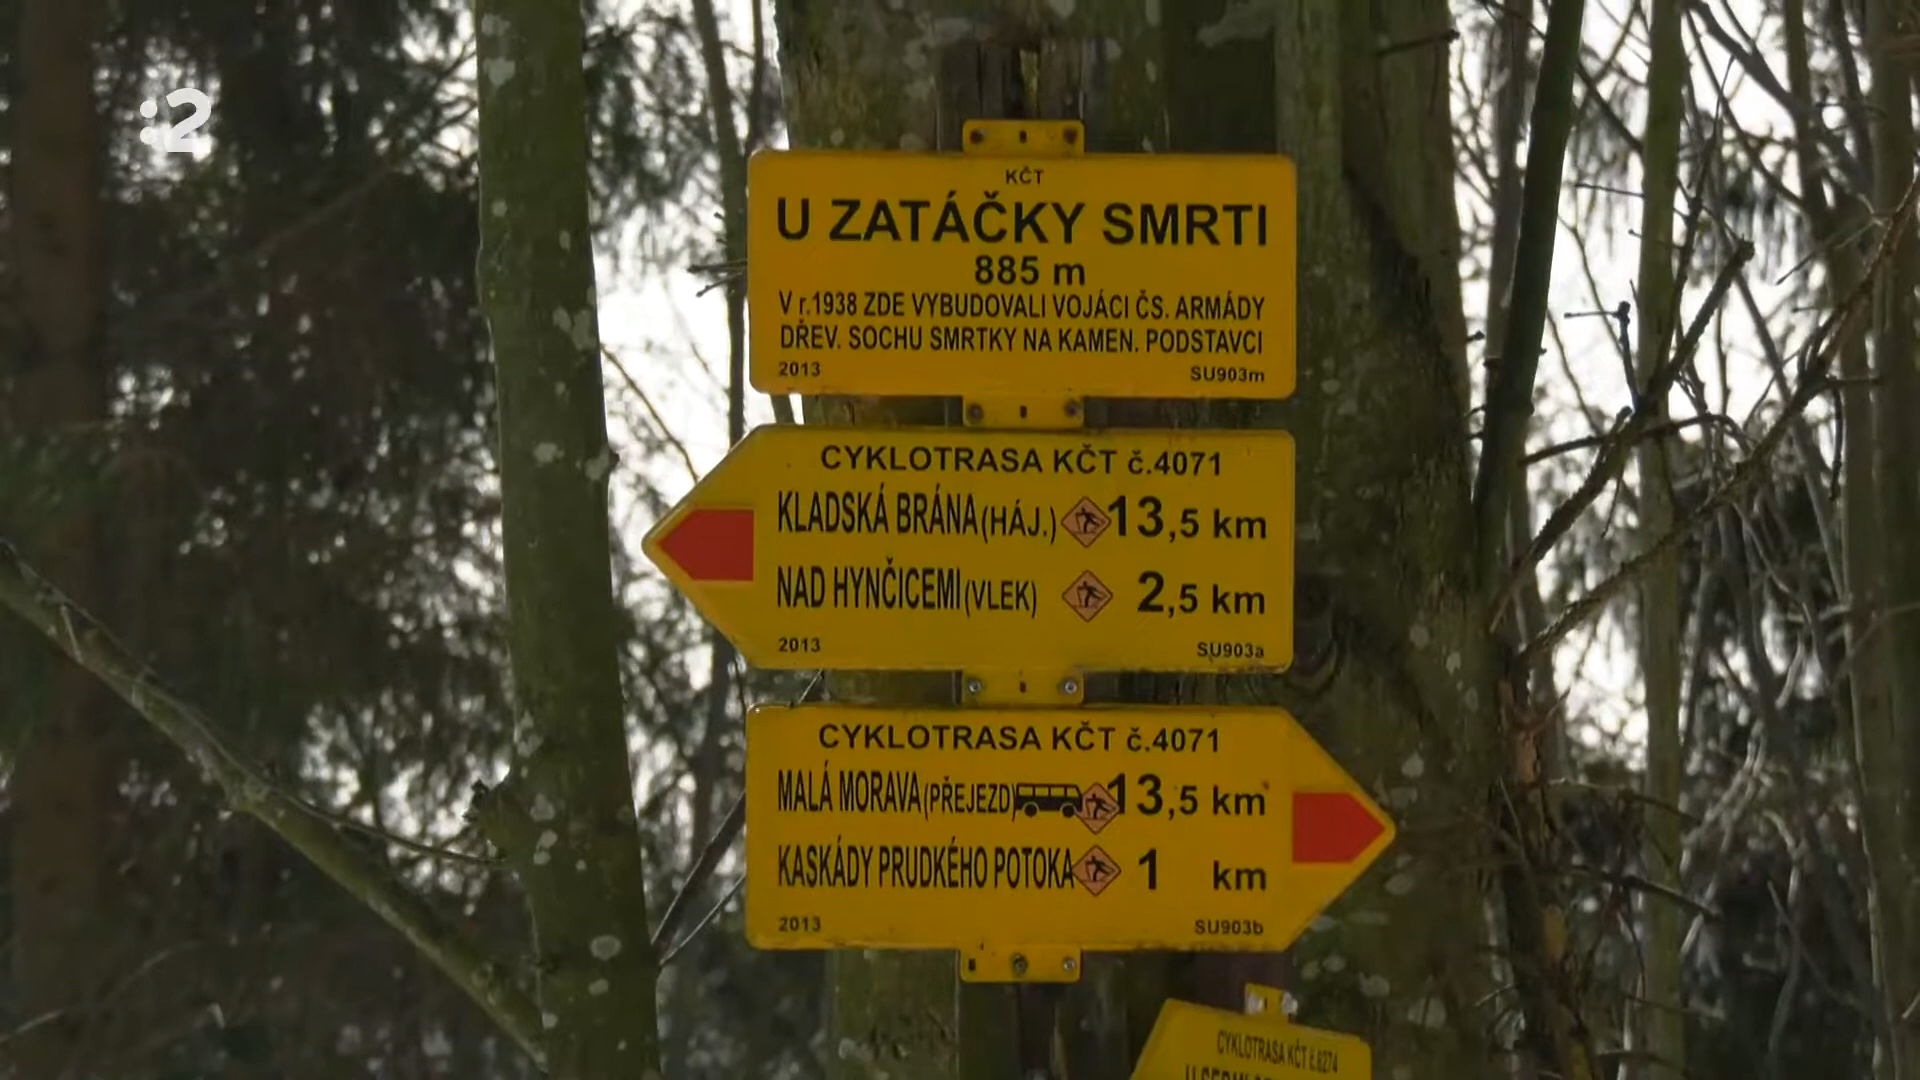 :2
KČT
U ZATÁČKY SMRTI
885 m
V r.1938 ZDE VYBUDOVALI VOJÁCI ČS. ARMÁDY
DŘEV. SOCHU SMRTKY NA KAMEN. PODSTAVCI
2013 SU903m
CYKLOTRASA KČT č.4071
KLADSKÁ BRÁNA (HÁJ.) 13,5 km
NAD HYNČICEMI (VLEK) 2,5 km
2013 SU903a
CYKLOTRASA KČT č.4071
MALÁ MORAVA (PŘEJEZD) 13,5 km
KASKÁDY PRUDKÉHO POTOKA 1 km
2013 SU903b
CYKLOTRASA KČT č.6274